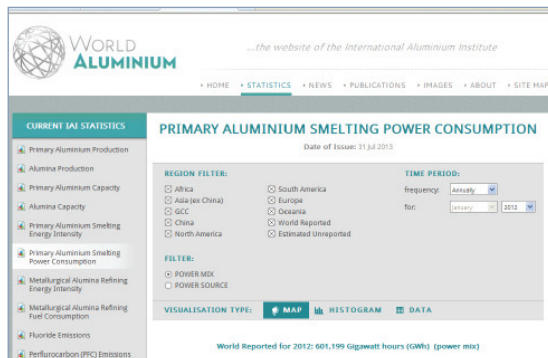 WORLD
ALUMINIUM
...the website of the International Aluminium Institute
HOME STATISTICS NEWS PUBLICATIONS IMAGES ABOUT SITE MAP
CURRENT IAI STATISTICS
Primary Aluminium Production
Alumina Production
Primary Aluminium Capacity
Alumina Capacity
Primary Aluminium Smelting
Energy Intensity
Primary Aluminium Smelting
Power Consumption
Metallurgical Alumina Refining
Energy Intensity
Metallurgical Alumina Refining
Fuel Consumption
Fluoride Emissions
Perfluorocarbon (PFC) Emissions
PRIMARY ALUMINIUM SMELTING POWER CONSUMPTION
Date of Issue: 31 Jul 2013
REGION FILTER:
Africa
Asia (ex China)
GCC
China
North America
South America
Europe
Oceania
World Reported
Estimated Unreported
TIME PERIOD:
frequency: Annually
for: January 2012
FILTER:
POWER MIX
POWER SOURCE
VISUALISATION TYPE: MAP HISTOGRAM DATA
World Reported for 2012: 601,199 Gigawatt hours (GWh) (power mix)